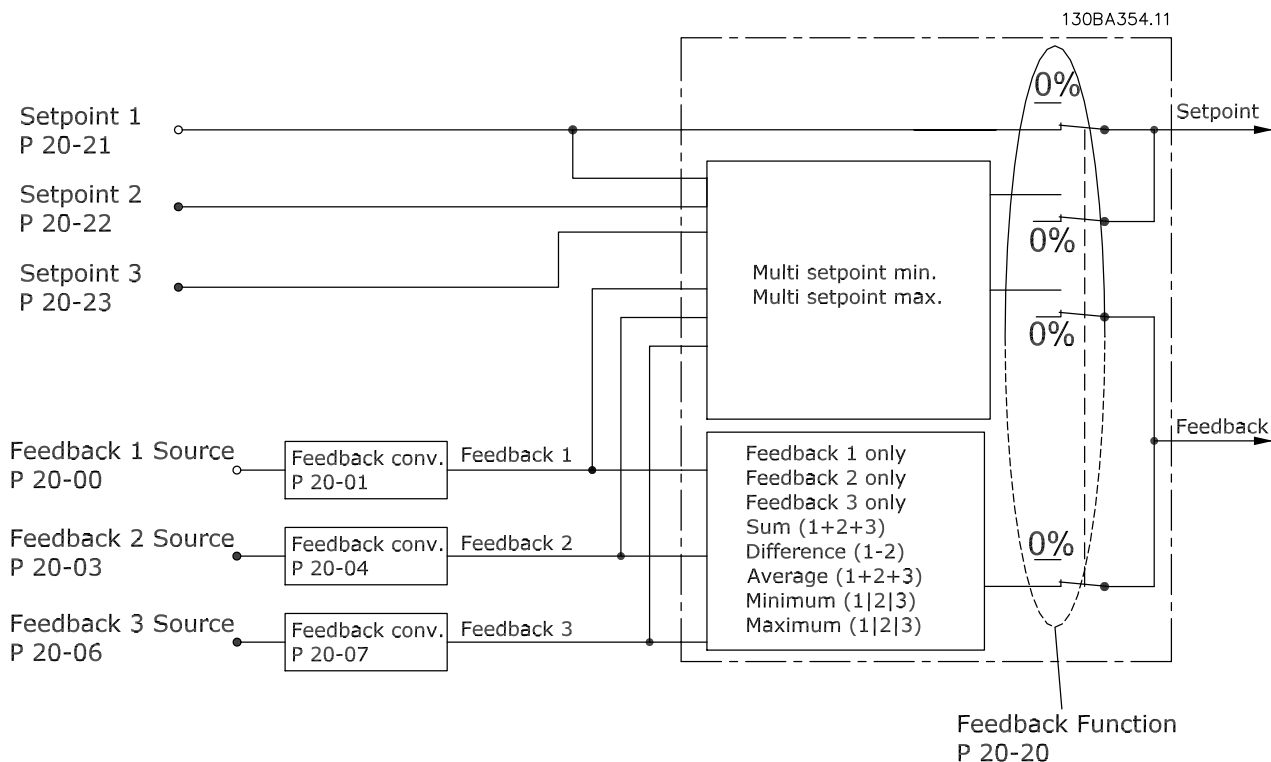 130BA354.11
0%
Setpoint 1
P 20-21
Setpoint
Setpoint 2
P 20-22
0%
Setpoint 3
P 20-23
Multi setpoint min.
Multi setpoint max.
0%
Feedback
Feedback 1 Source
P 20-00
Feedback conv.
P 20-01
Feedback 1
Feedback 2 Source
P 20-03
Feedback conv.
P 20-04
Feedback 2
Feedback 3 Source
P 20-06
Feedback conv.
P 20-07
Feedback 3
Feedback 1 only
Feedback 2 only
Feedback 3 only
Sum (1+2+3)
Difference (1-2)
Average (1+2+3)
Minimum (1|2|3)
Maximum (1|2|3)
0%
Feedback Function
P 20-20